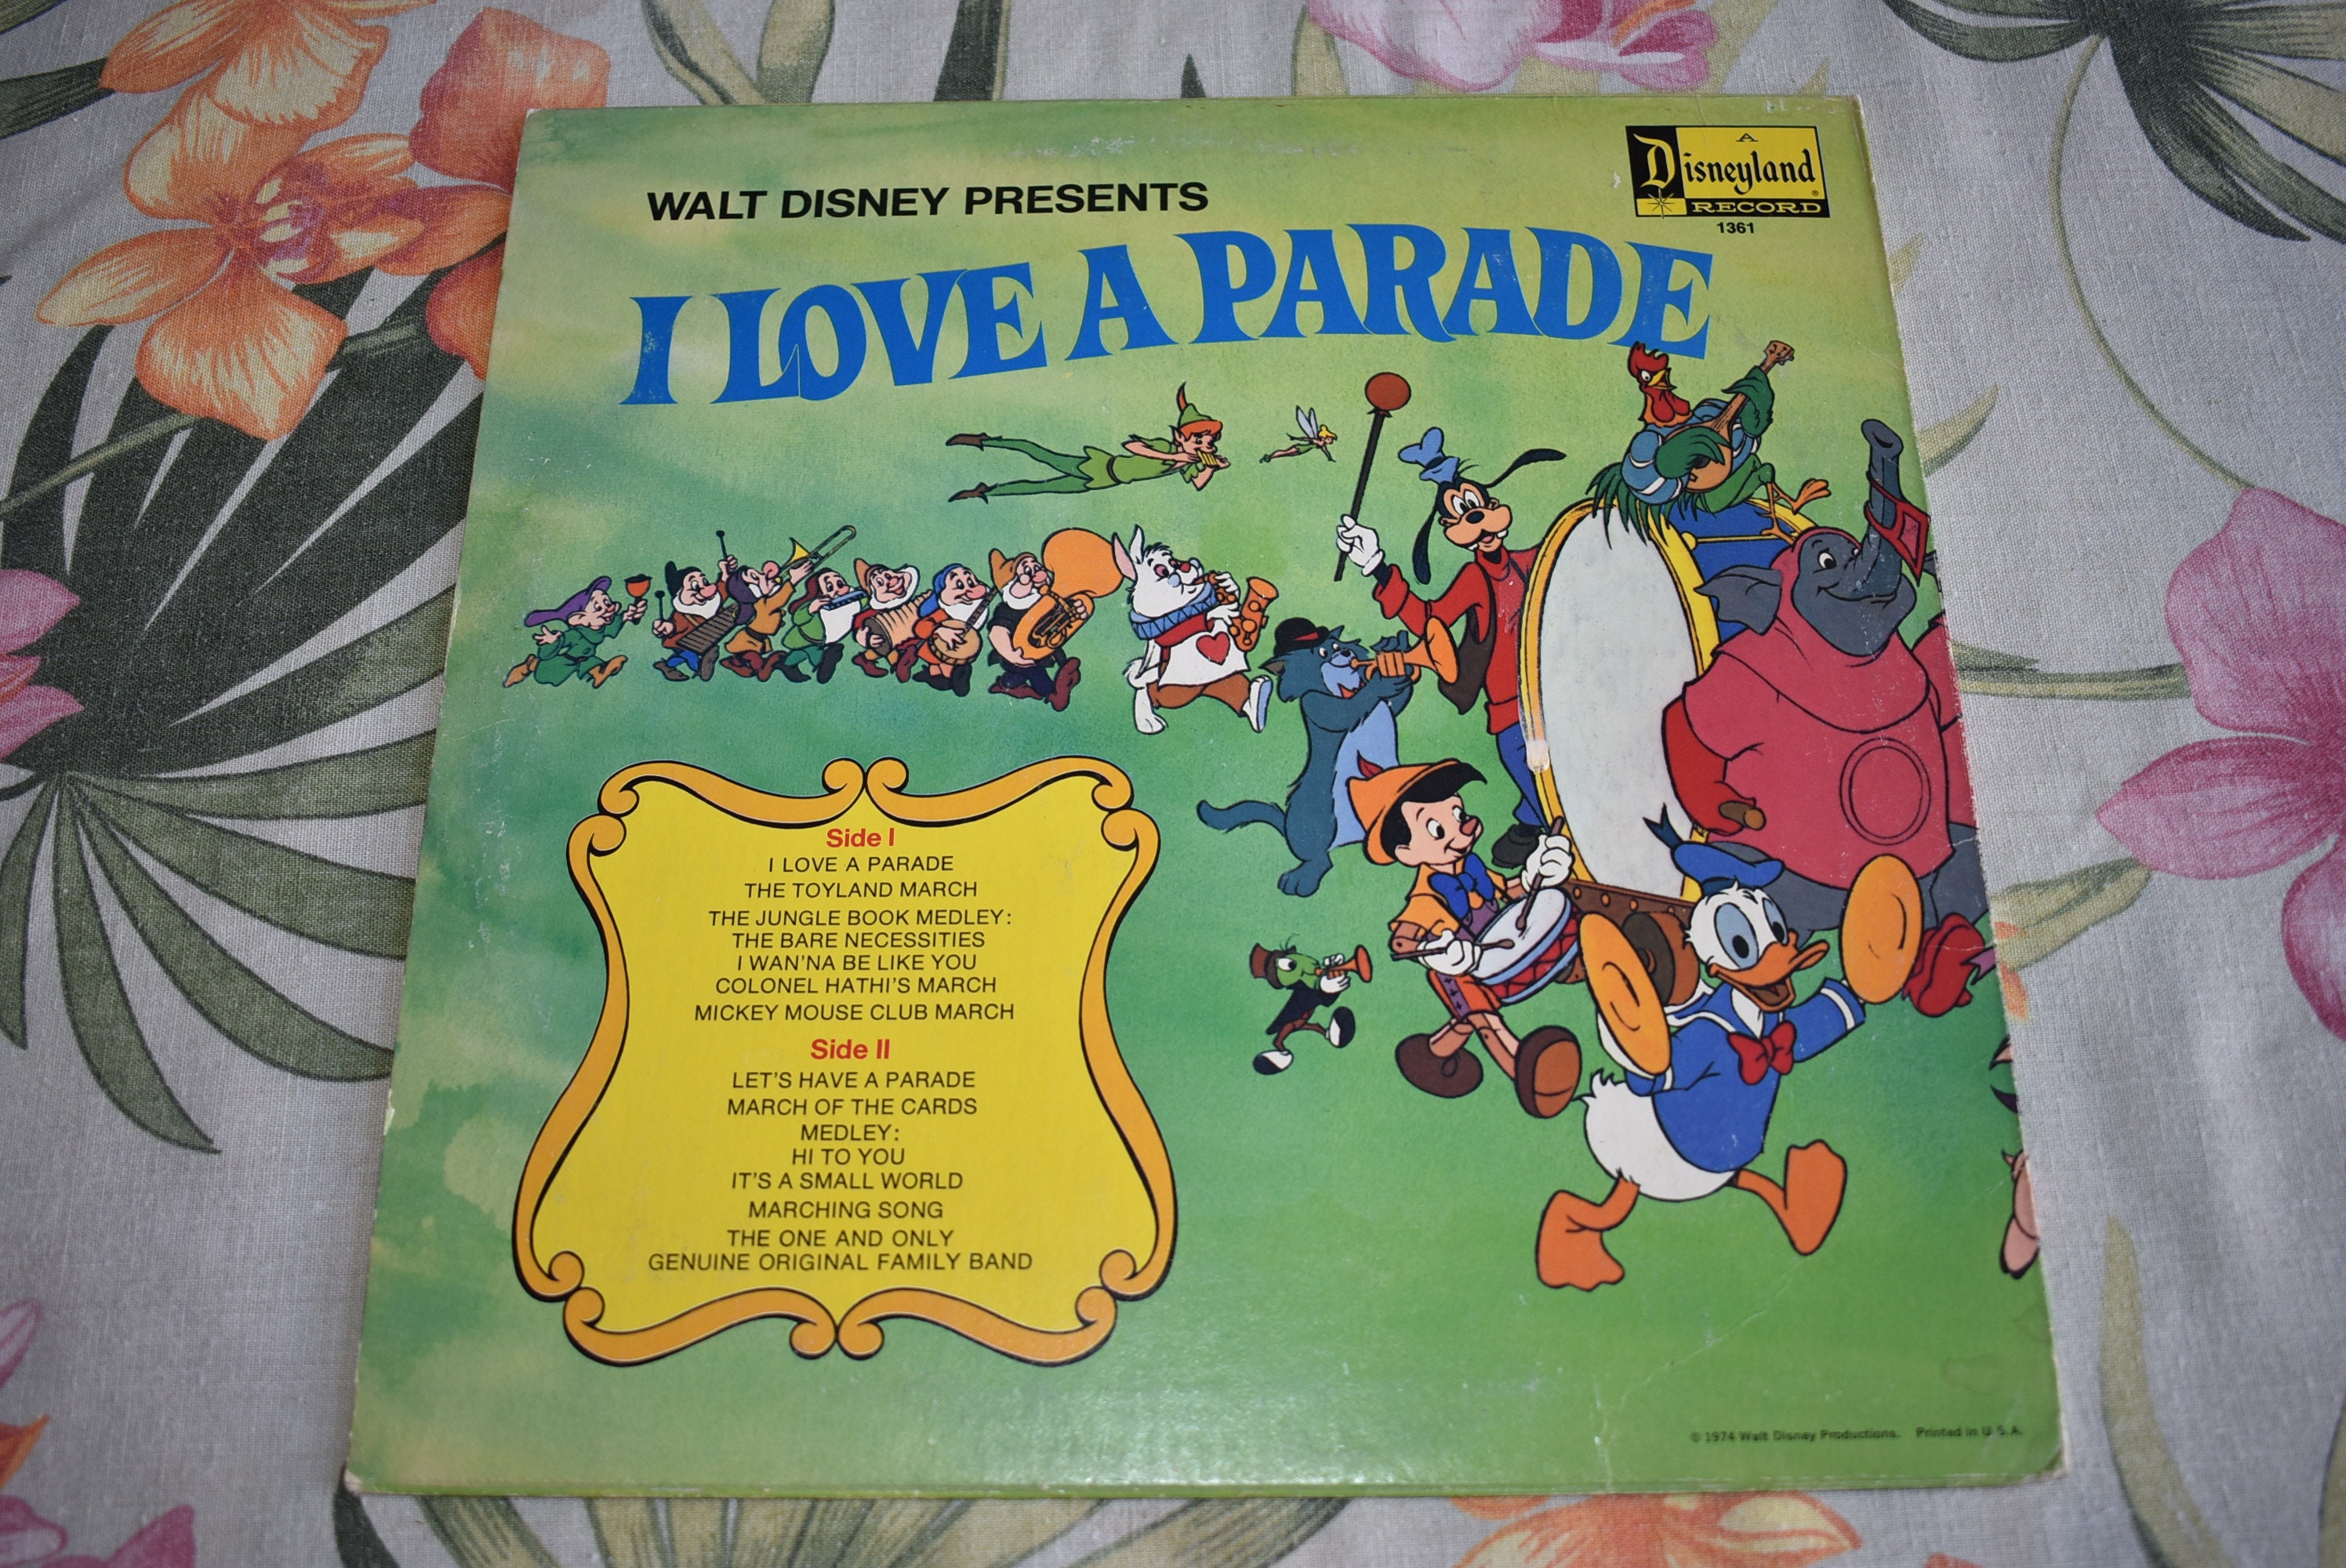 A
Disneyland
RECORD
1361
WALT DISNEY PRESENTS
I LOVE A PARADE
Side I
I LOVE A PARADE
THE TOYLAND MARCH
THE JUNGLE BOOK MEDLEY:
THE BARE NECESSITIES
I WAN'NA BE LIKE YOU
COLONEL HATHI'S MARCH
MICKEY MOUSE CLUB MARCH
Side II
LET'S HAVE A PARADE
MARCH OF THE CARDS
MEDLEY:
HI TO YOU
IT'S A SMALL WORLD
MARCHING SONG
THE ONE AND ONLY
GENUINE ORIGINAL FAMILY BAND
© 1974 Walt Disney Productions. Printed in U.S.A.